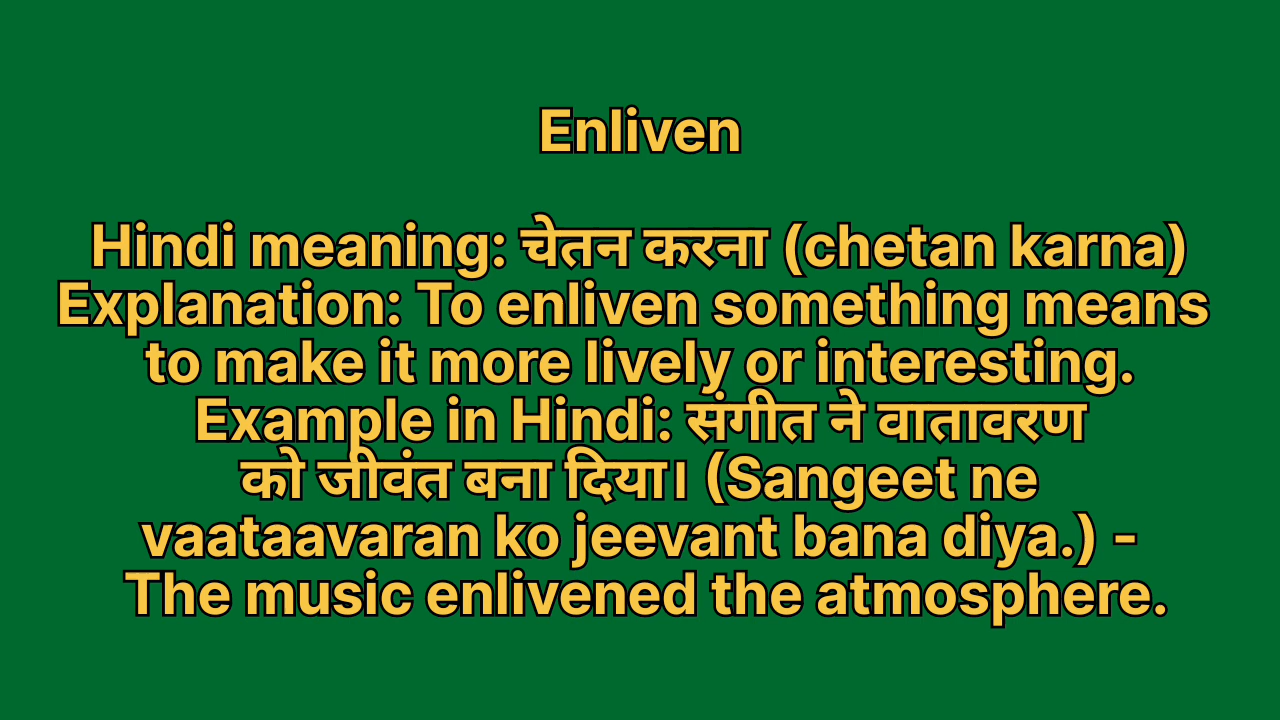 Enliven
Hindi meaning: चेतन करना (chetan karna)
Explanation: To enliven something means
to make it more lively or interesting.
Example in Hindi: संगीत ने वातावरण
को जीवंत बना दिया। (Sangeet ne
vaataavaran ko jeevant bana diya.) -
The music enlivened the atmosphere.